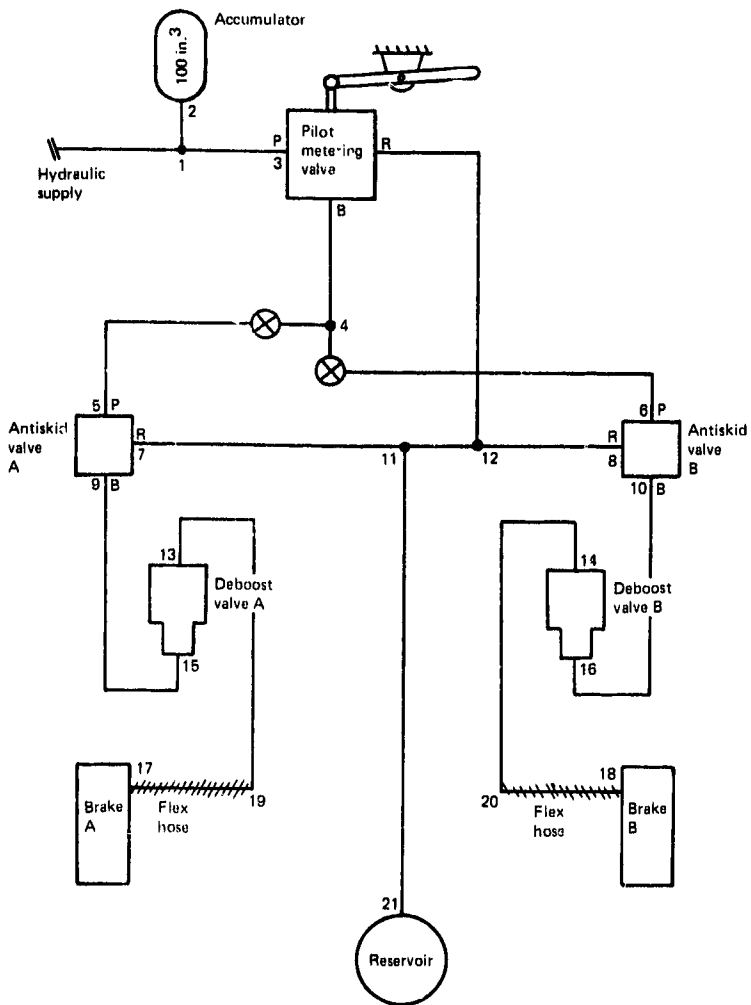 Accumulator
100 in.3
2
Hydraulic
supply
1
P
3
Pilot
metering
valve
R
B
4
5 P
6 P
Antiskid
valve
A
R
7
9 B
11
12
R
8
10 B
Antiskid
valve
B
13
Deboost
valve A
15
14
Deboost
valve B
16
17
Brake
A
Flex
hose
19
20
Flex
hose
18
Brake
B
21
Reservoir